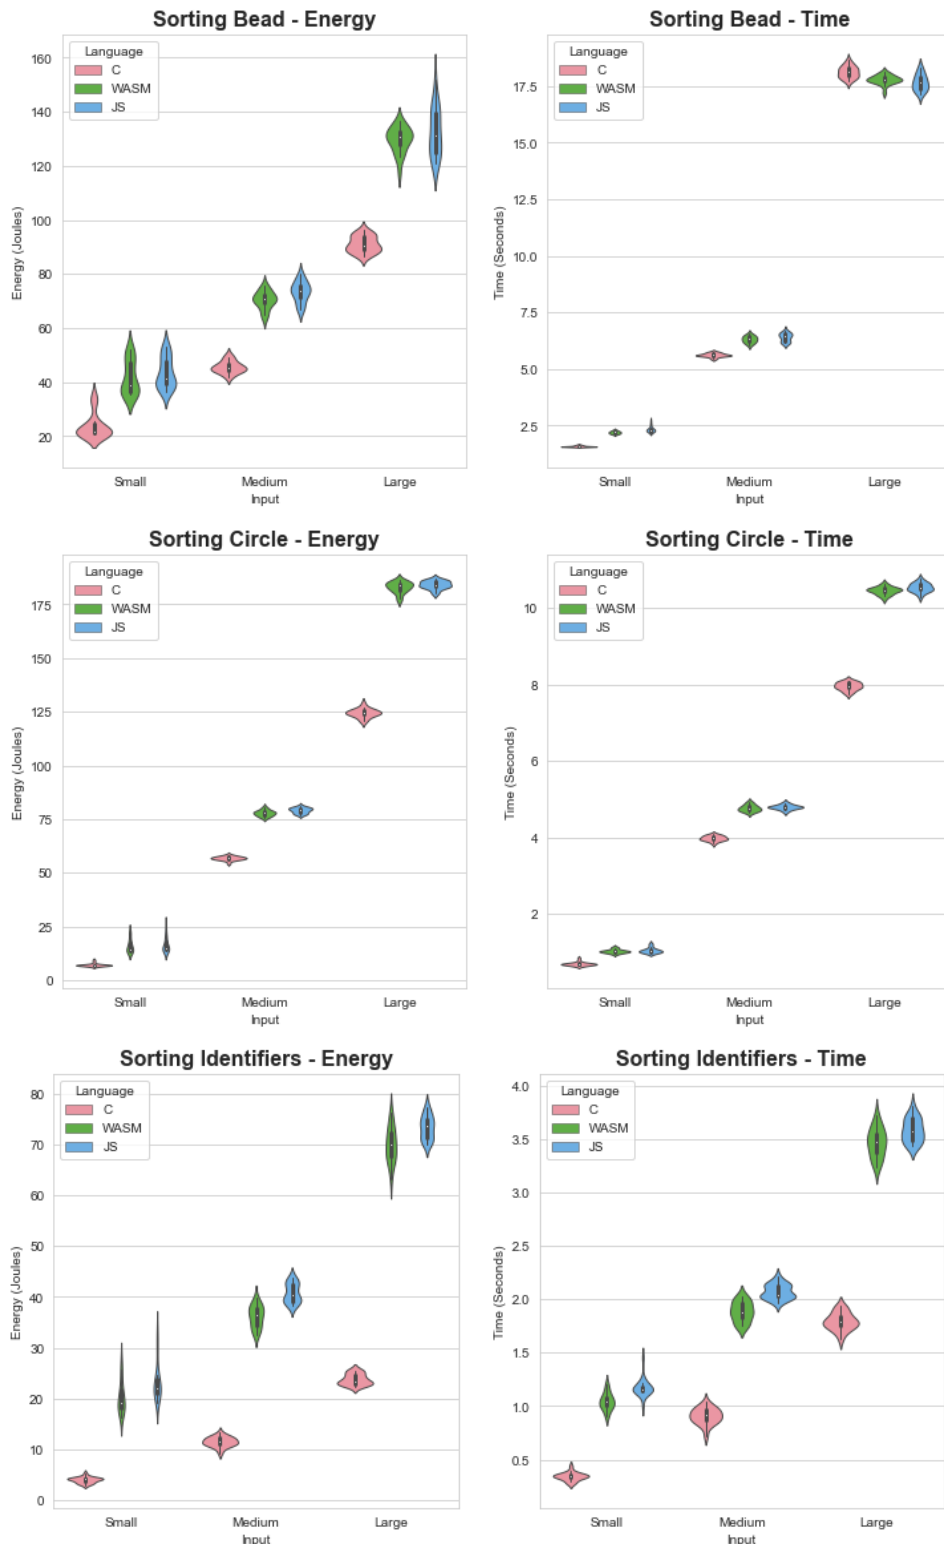 Sorting Bead - Energy
Language
C
WASM
JS
Energy (Joules)
160
140
120
100
80
60
40
20
Small
Medium
Large
Input
Sorting Bead - Time
Language
C
WASM
JS
Time (Seconds)
17.5
15.0
12.5
10.0
7.5
5.0
2.5
Small
Medium
Large
Input
Sorting Circle - Energy
Language
C
WASM
JS
Energy (Joules)
175
150
125
100
75
50
25
0
Small
Medium
Large
Input
Sorting Circle - Time
Language
C
WASM
JS
Time (Seconds)
10
8
6
4
2
Small
Medium
Large
Input
Sorting Identifiers - Energy
Language
C
WASM
JS
Energy (Joules)
80
70
60
50
40
30
20
10
0
Small
Medium
Large
Input
Sorting Identifiers - Time
Language
C
WASM
JS
Time (Seconds)
4.0
3.5
3.0
2.5
2.0
1.5
1.0
0.5
Small
Medium
Large
Input